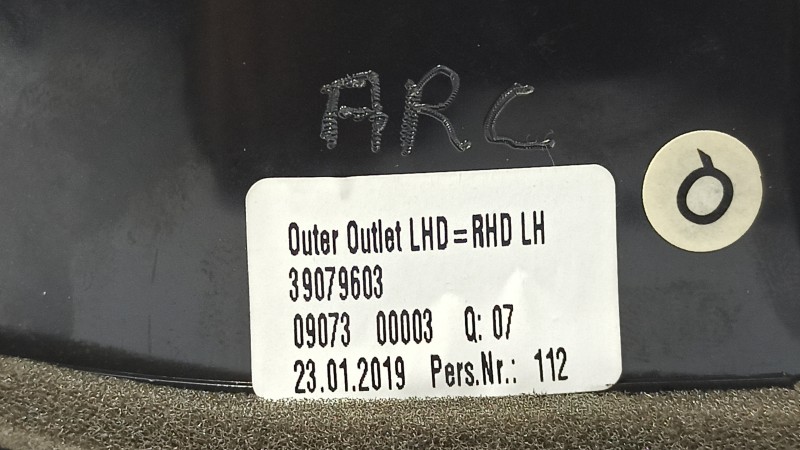 ARC
Outer Outlet LHD=RHD LH
39079603
09073 00003 Q: 07
23.01.2019 Pers.Nr.: 112